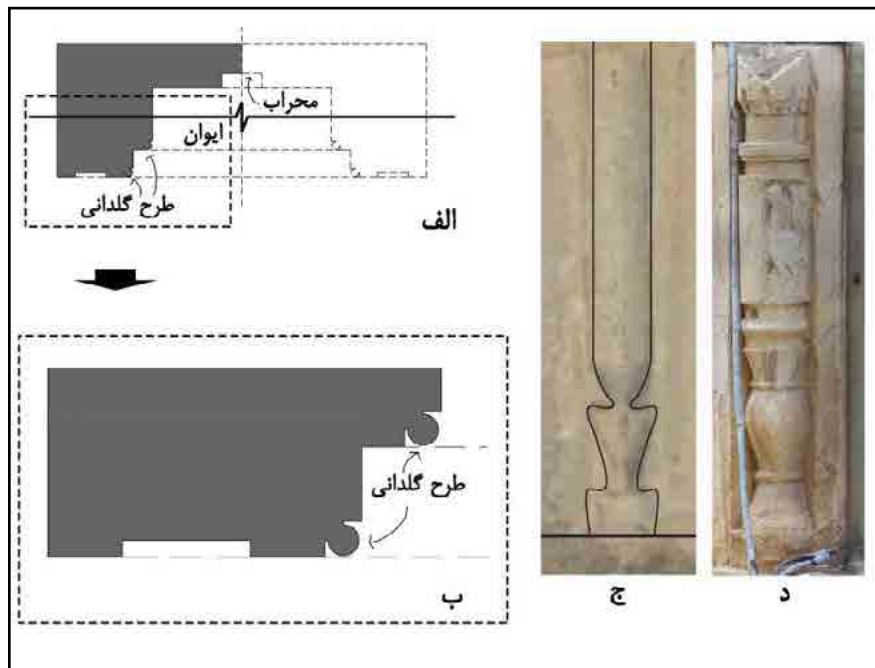 محراب
ایوان
طرح گلدانی
الف
طرح گلدانی
ب
ج
د